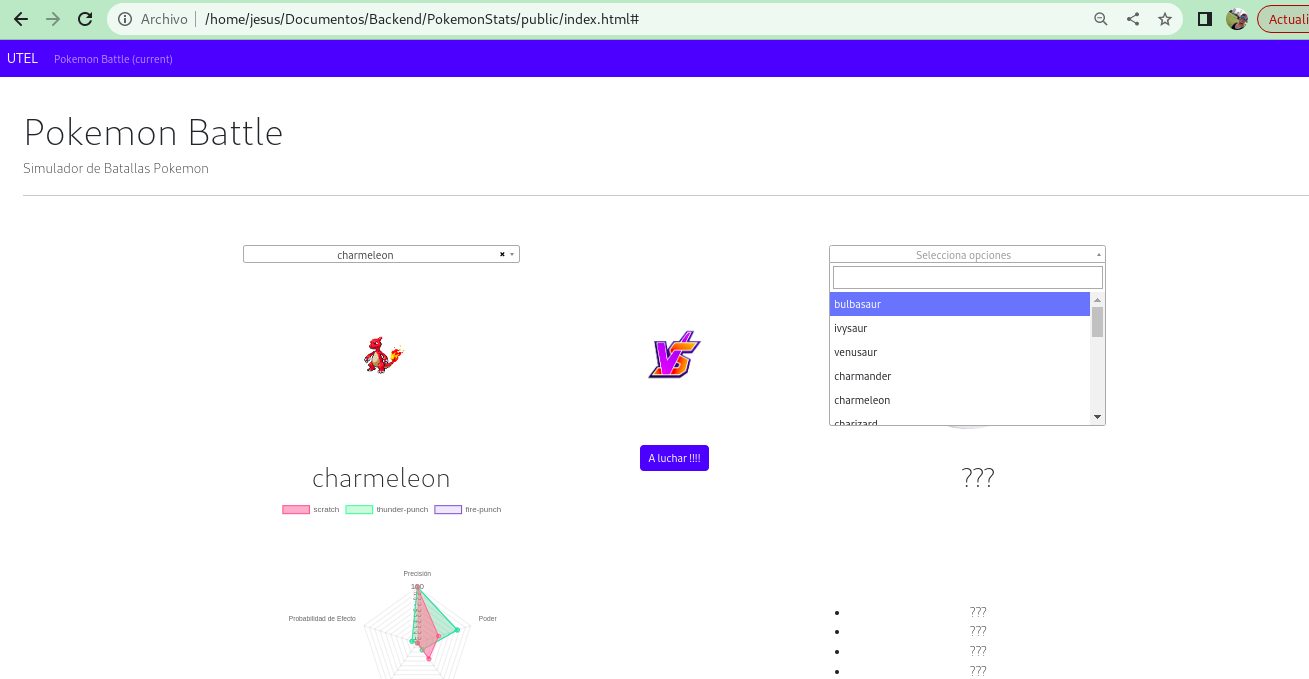 Archivo /home/jesus/Documentos/Backend/PokemonStats/public/index.html#
Actuali
UTEL Pokemon Battle (current)
Pokemon Battle
Simulador de Batallas Pokemon
charmeleon
Selecciona opciones
bulbasaur
ivysaur
venusaur
charmander
charmeleon
charizard
VS
A luchar !!!!
charmeleon
???
scratch thunder-punch fire-punch
Precisión
100
Probabilidad de Efecto
Poder
???
???
???
???